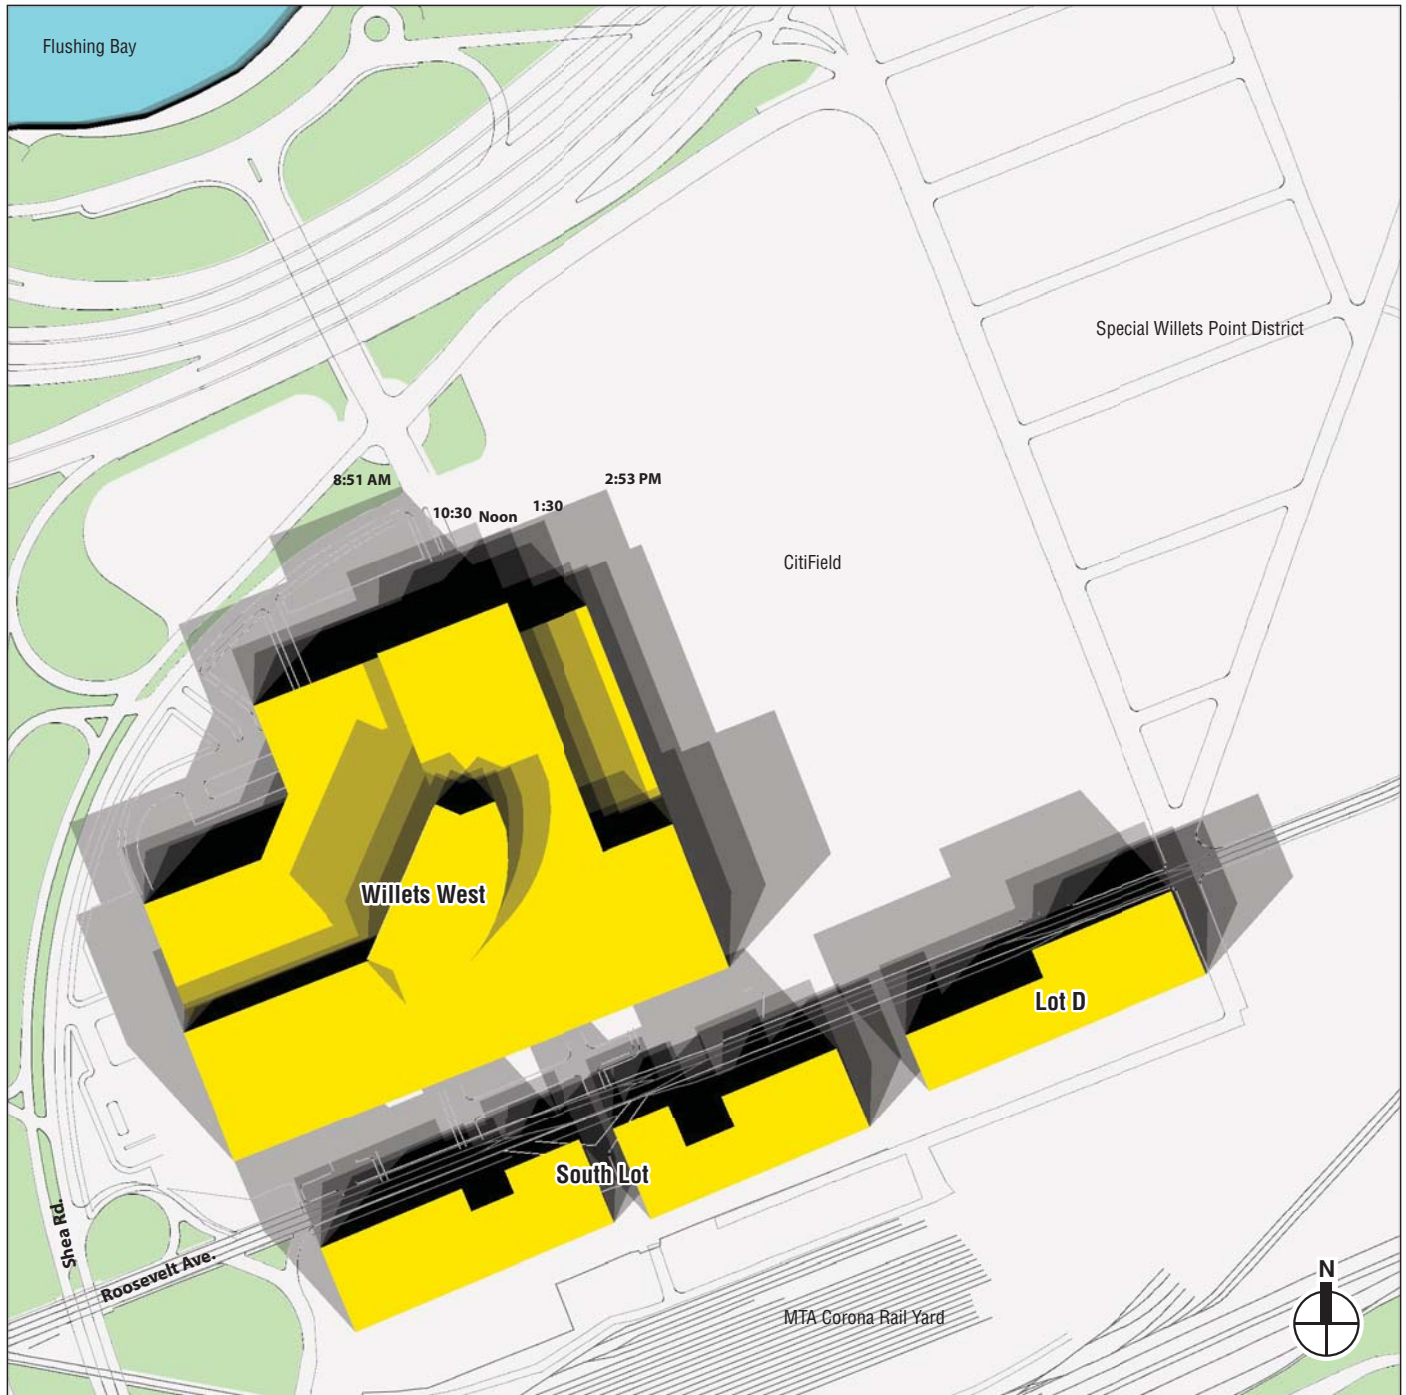 Flushing Bay
Special Willets Point District
8:51 AM
2:53 PM
10:30
Noon
1:30
CitiField
Willets West
Lot D
South Lot
Shea Rd.
Roosevelt Ave.
N
MTA Corona Rail Yard